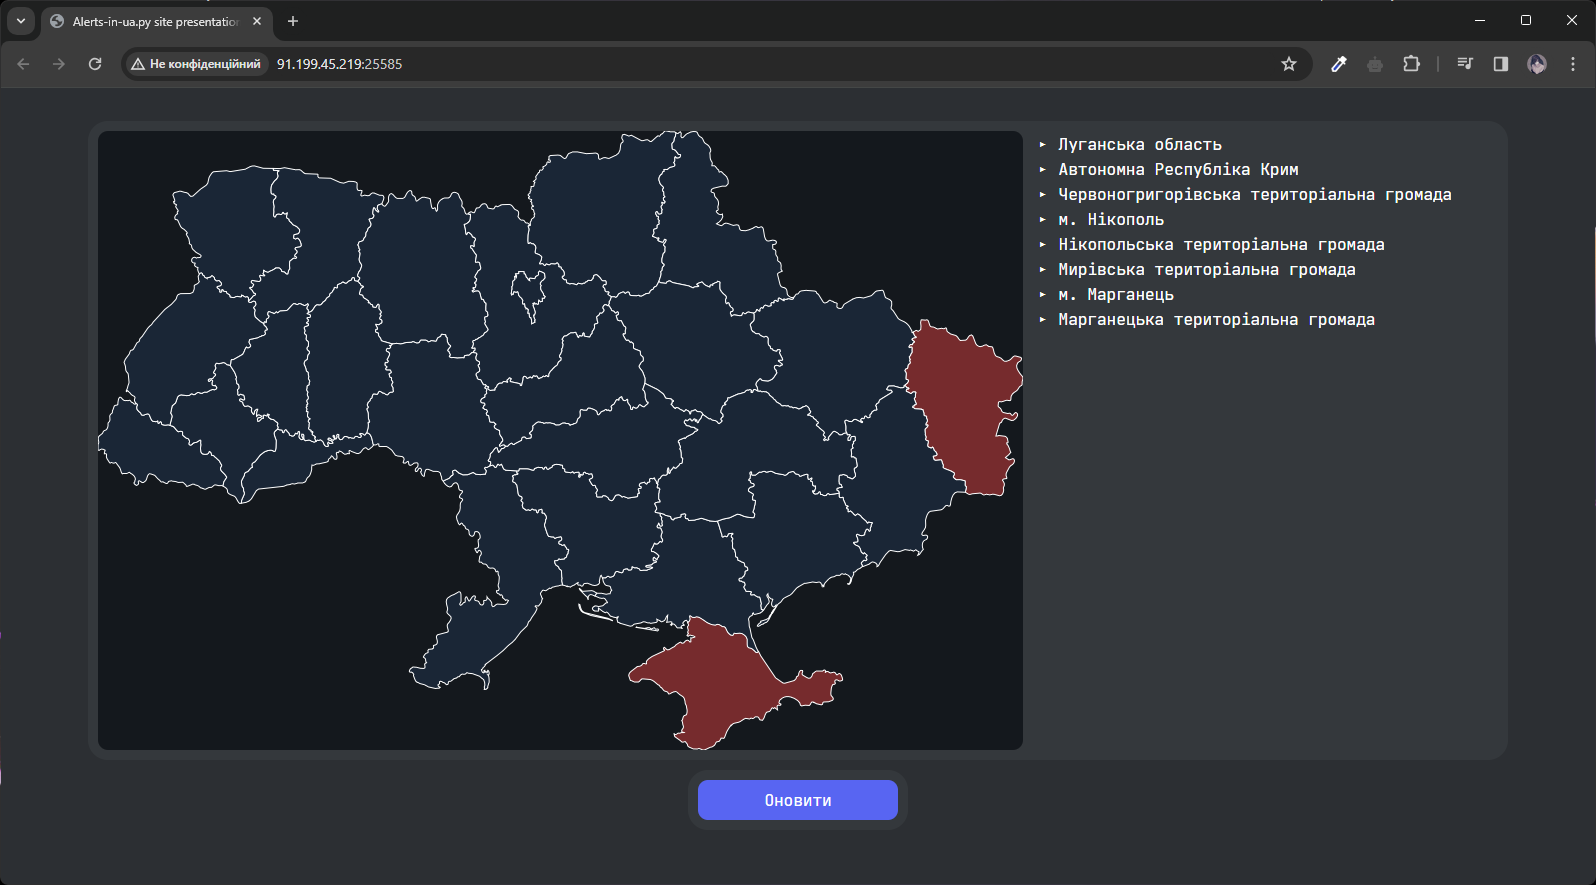 Alerts-in-ua.py site presentation
Не конфіденційний
91.199.45.219:25585
Луганська область
Автономна Республіка Крим
Червоногригорівська територіальна громада
м. Нікополь
Нікопольська територіальна громада
Мирівська територіальна громада
м. Марганець
Марганецька територіальна громада
Оновити